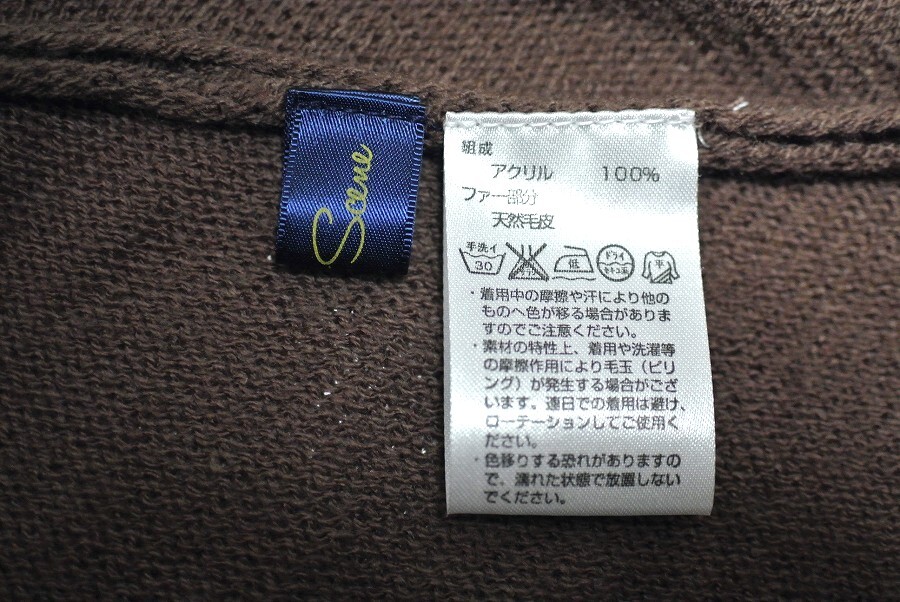 Scene
組成
アクリル 100%
ファー部分
天然毛皮
手洗イ
30
低
ドライ
セキユ系
・着用中の摩擦や汗により他の
ものへ色が移る場合がありま
すのでご注意ください。
・素材の特性上、着用や洗濯等
の摩擦作用により毛玉（ピリ
ング）が発生する場合がござ
います。連日での着用は避け、
ローテーションしてご使用く
ださい。
・色移りする恐れがありますの
で、濡れた状態で放置しない
でください。